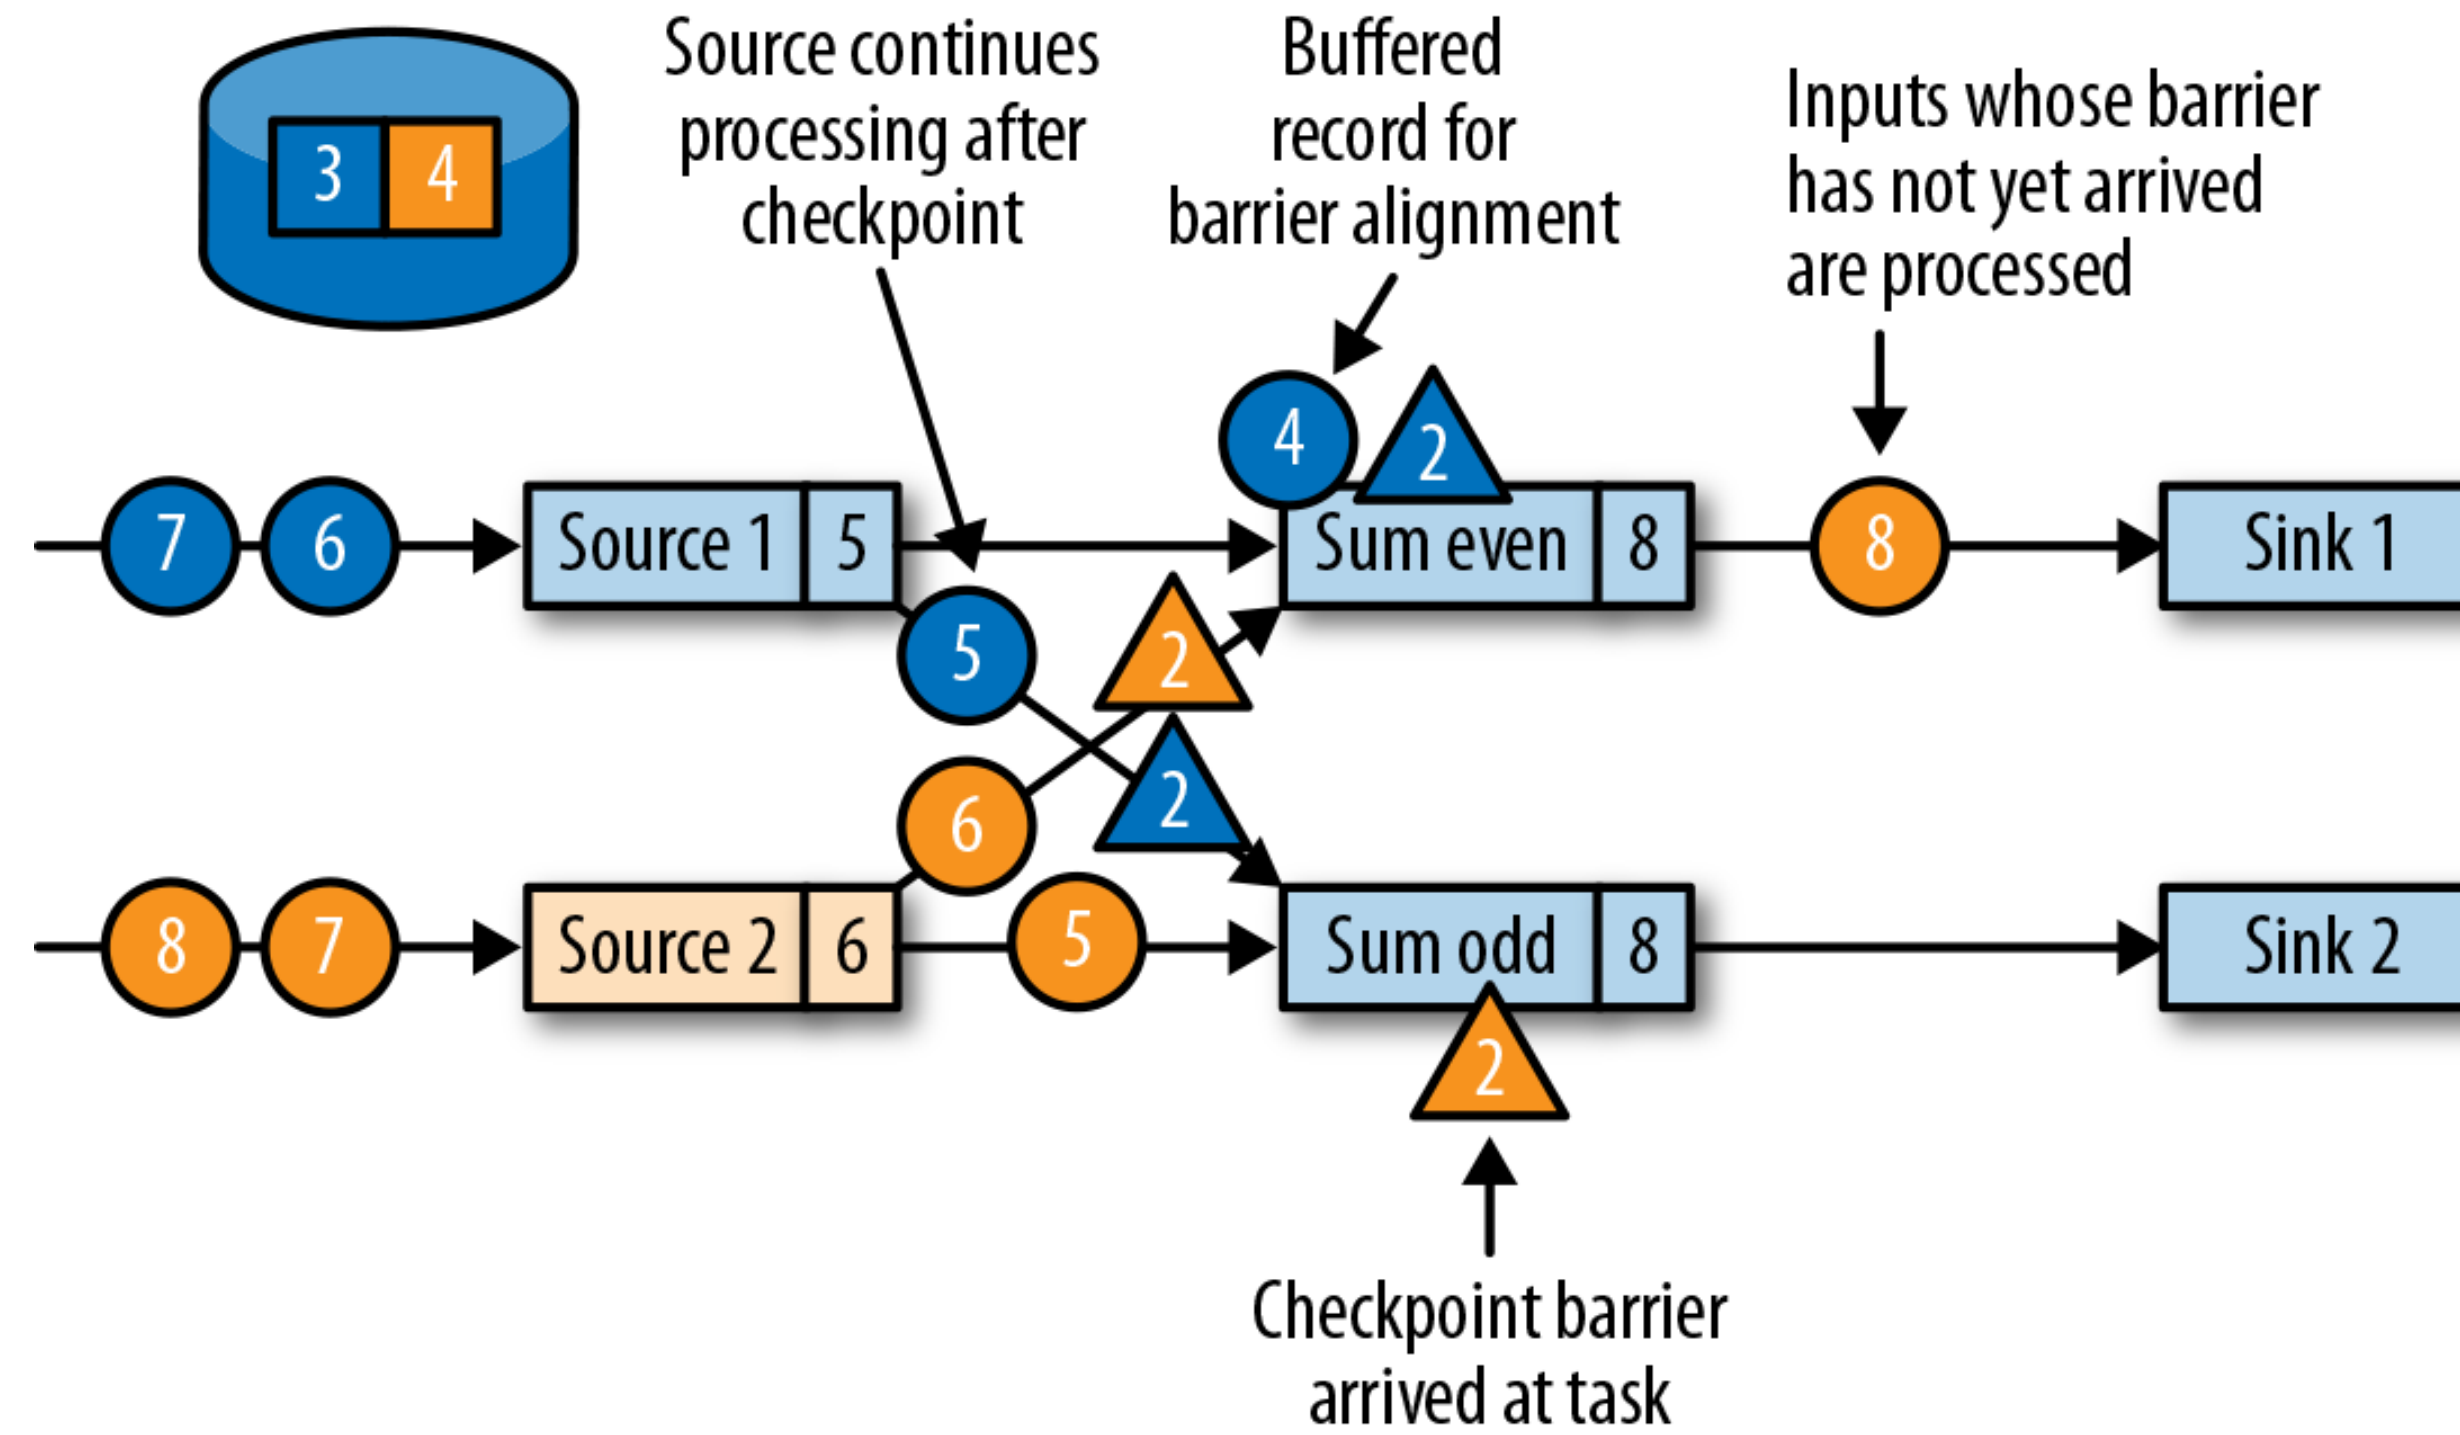 Source continues
processing after
checkpoint
Buffered
record for
barrier alignment
Inputs whose barrier
has not yet arrived
are processed
3 4
4 2
7 6 Source 1 5 Sum even 8 8 Sink 1
5 2
6 2
8 7 Source 2 6 5 Sum odd 8 Sink 2
2
Checkpoint barrier
arrived at task